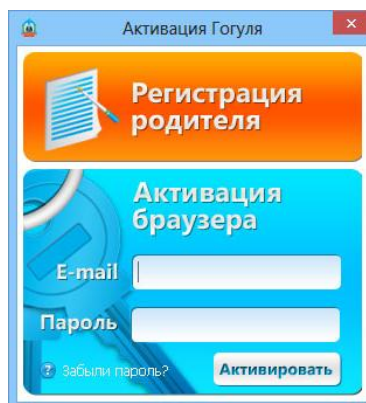 Активация Гогуля
Регистрация
родителя
Активация
браузера
E-mail
Пароль
Забыли пароль?
Активировать